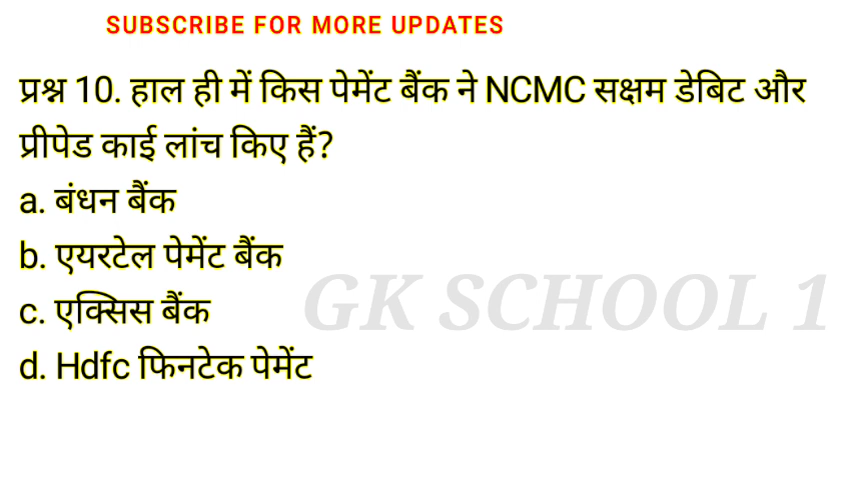 SUBSCRIBE FOR MORE UPDATES
प्रश्न 10. हाल ही में किस पेमेंट बैंक ने NCMC सक्षम डेबिट और
प्रीपेड कार्ड लांच किए हैं?
a. बंधन बैंक
b. एयरटेल पेमेंट बैंक
c. एक्सिस बैंक
d. Hdfc फिनटेक पेमेंट
GK SCHOOL 1